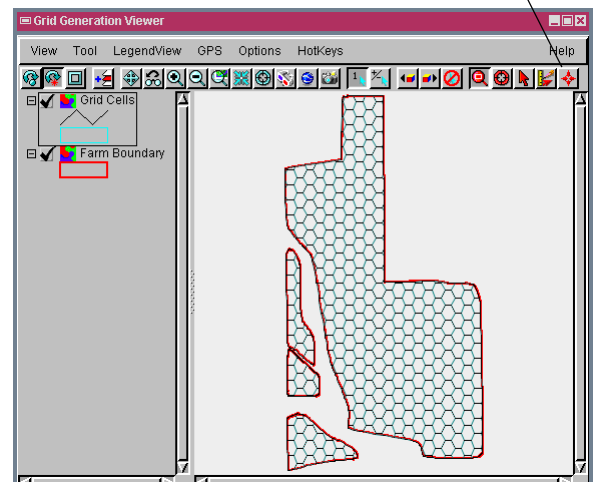 Grid Generation Viewer
View Tool LegendView GPS Options HotKeys Help
Grid Cells
Farm Boundary